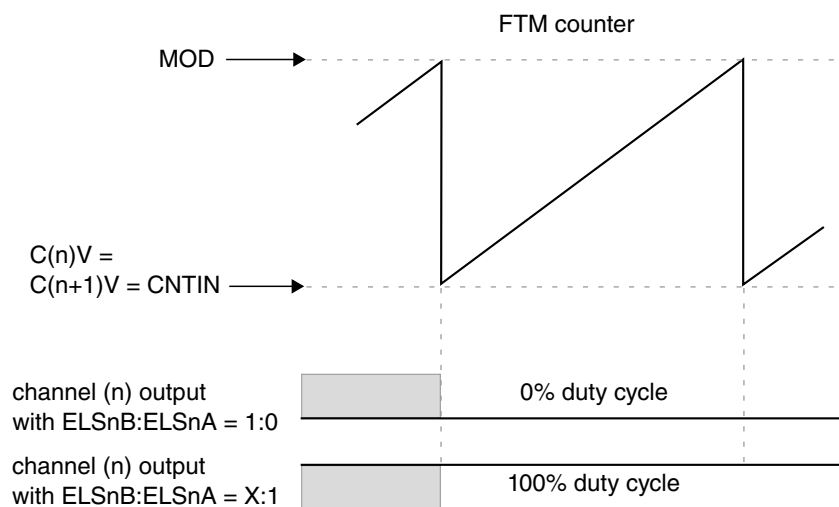 FTM counter
MOD
C(n)V =
C(n+1)V = CNTIN
channel (n) output
with ELSnB:ELSnA = 1:0
0% duty cycle
channel (n) output
with ELSnB:ELSnA = X:1
100% duty cycle